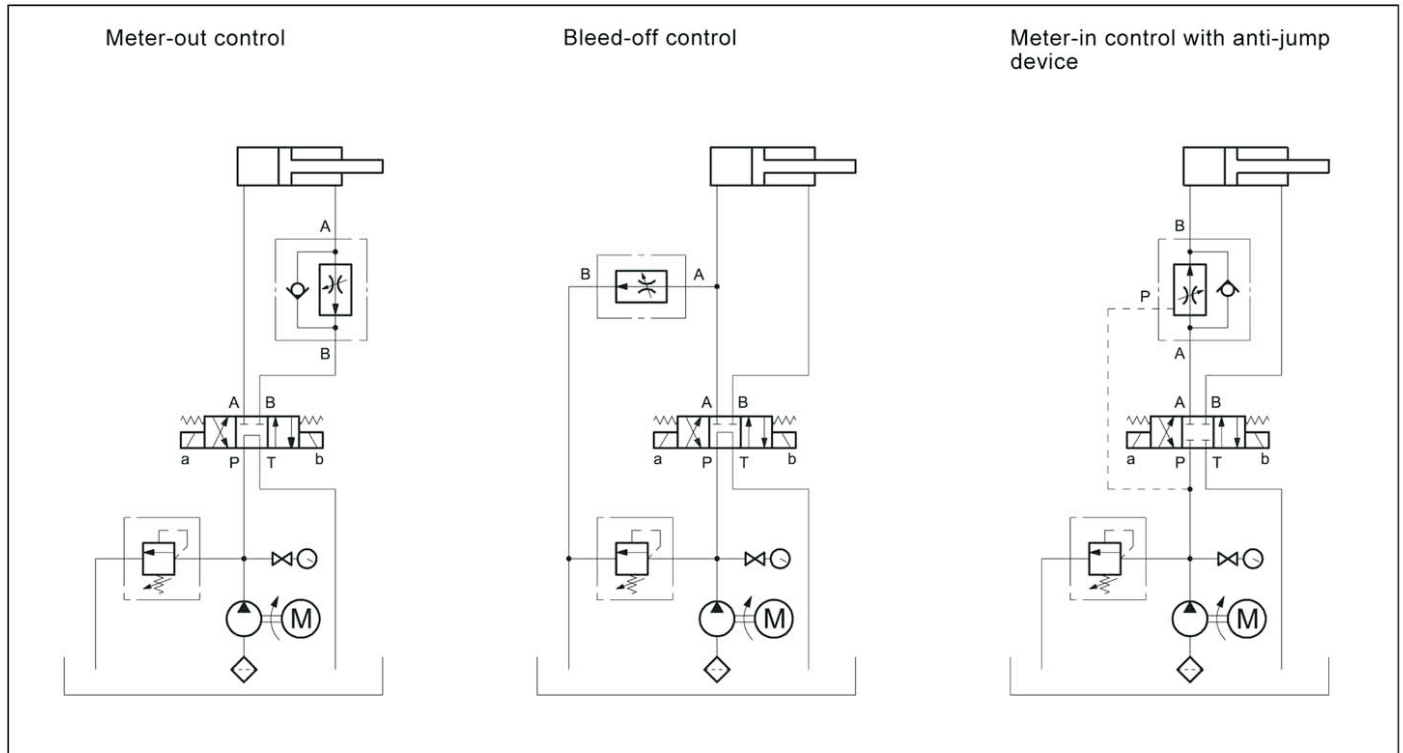 Meter-out control
Bleed-off control
Meter-in control with anti-jump
device
A
B
A B
a P T b
M
B A
A B
a P T b
M
B
P
A
A B
a P T b
M